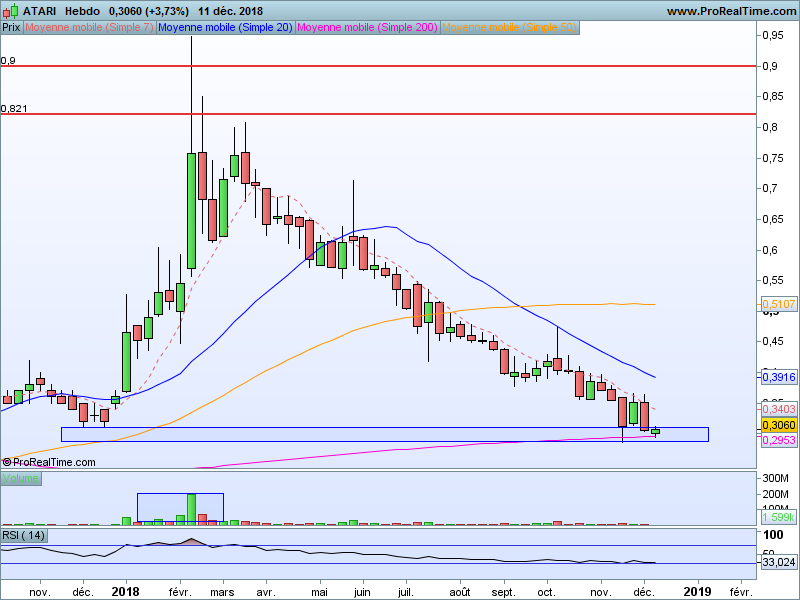 ATARI Hebdo 0,3060 (+3,73%) 11 déc. 2018 www.ProRealTime.com
Prix Moyenne mobile (Simple 7) Moyenne mobile (Simple 20) Moyenne mobile (Simple 200) Moyenne mobile (Simple 50)
0,95
0,9
0,9
0,85
0,821
0,8
0,75
0,7
0,65
0,6
0,55
0,5107
0,45
0,3916
0,3403
0,3060
0,2953
© ProRealTime.com
Volume
300M
200M
100M
1 599k
RSI ( 14)
100
50
33,024
nov. déc. 2018 févr. mars avr. mai juin juil. août sept. oct. nov. déc. 2019 févr.